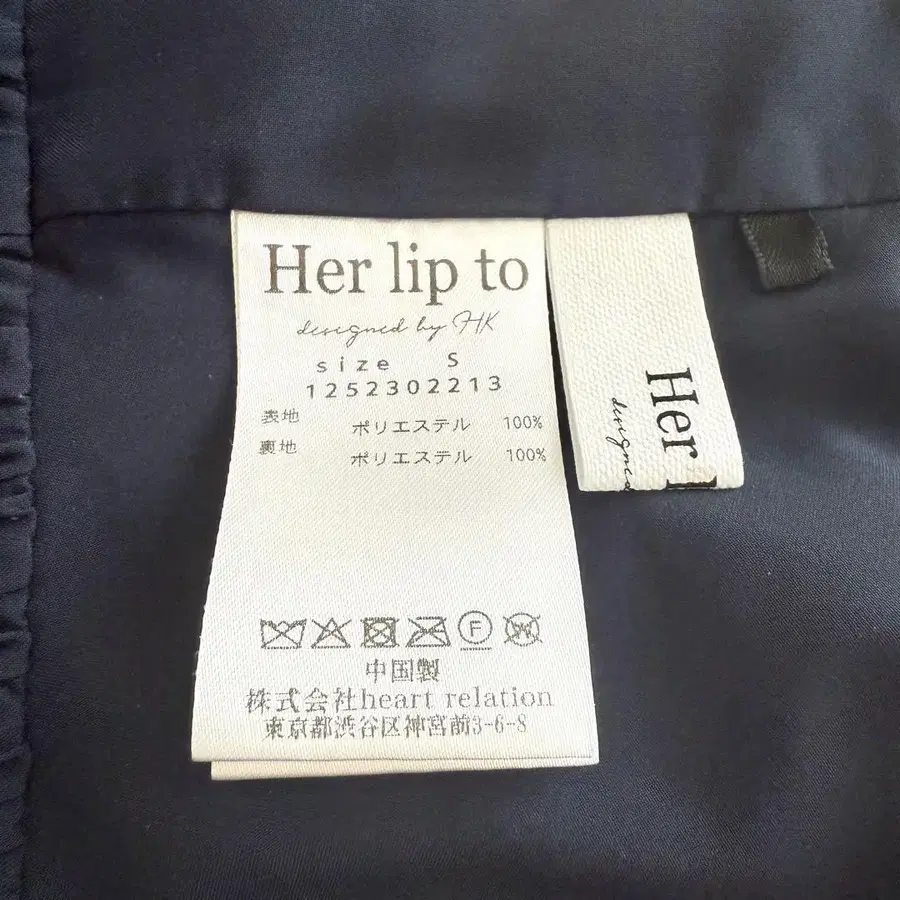 Her lip to
designed by HK
size S
1252302213
表地 ポリエステル 100%
裏地 ポリエステル 100%
F
W
中国製
株式会社heart relation
東京都渋谷区神宮前3-6-8
Her
designed